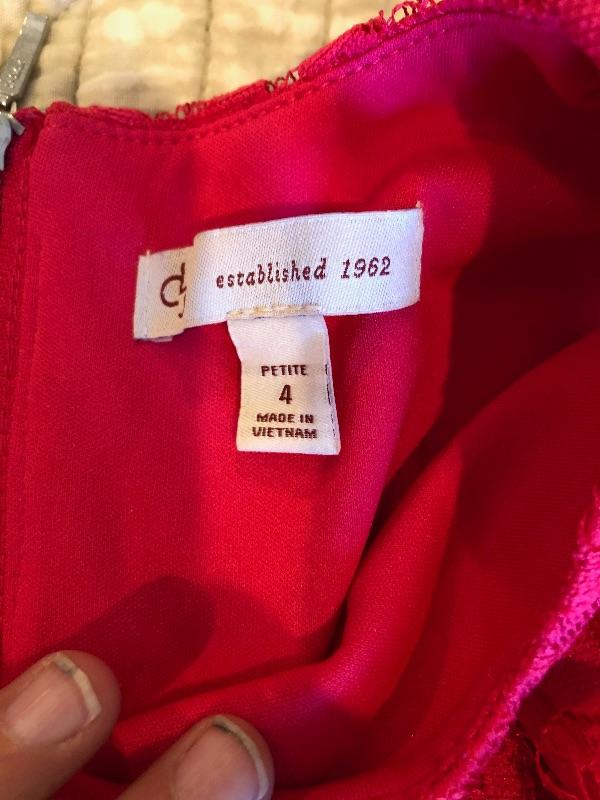 established 1962
PETITE
4
MADE IN
VIETNAM